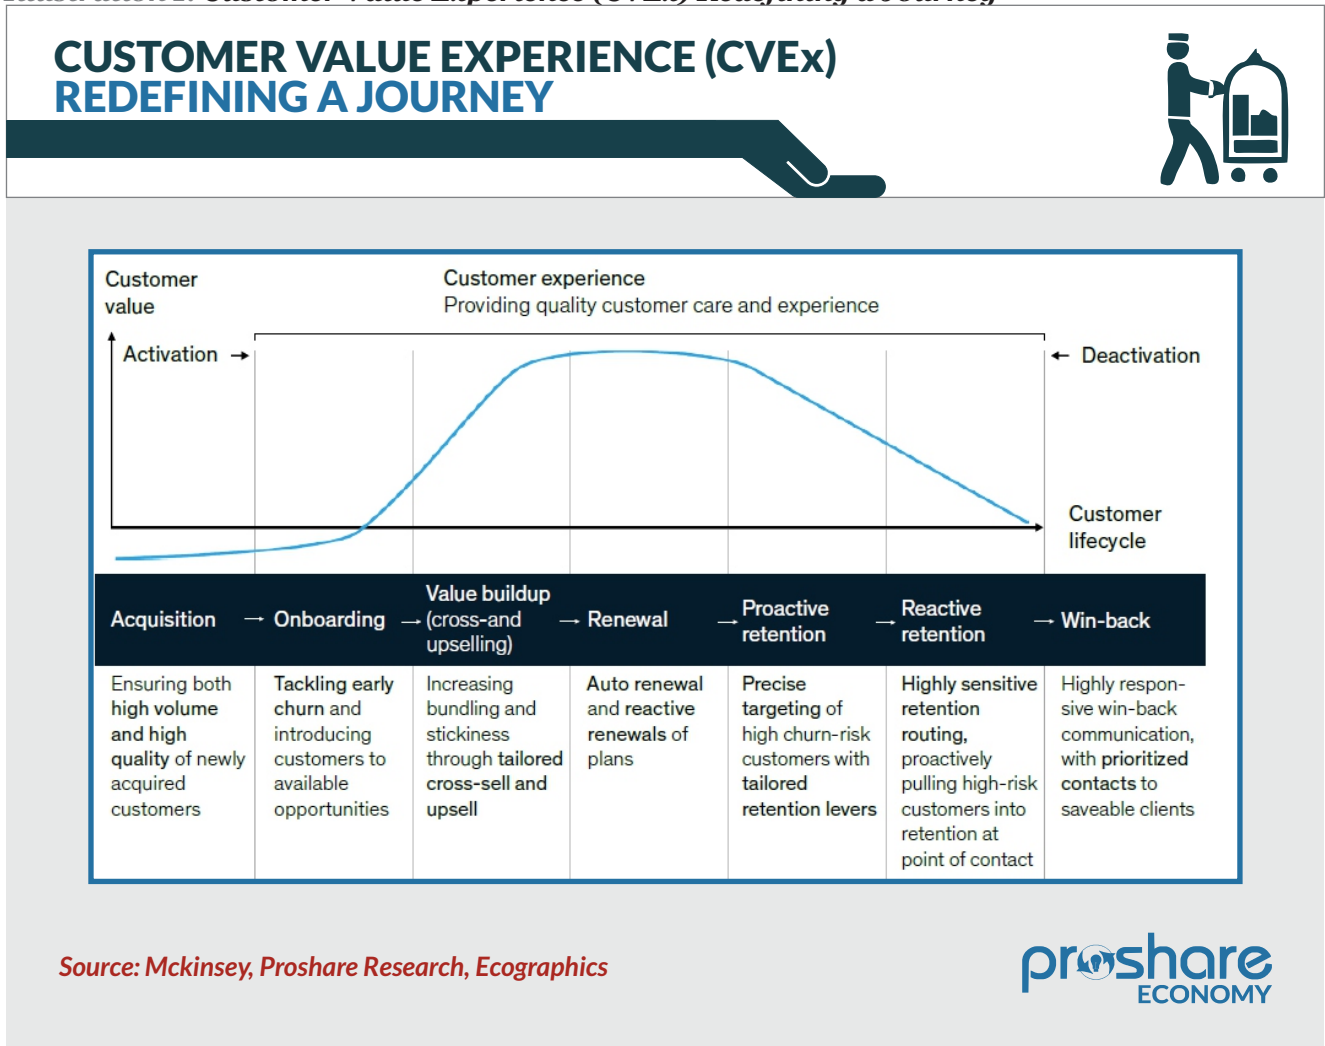 Customer Value Experience (CVEx) Redefining a Journey
CUSTOMER VALUE EXPERIENCE (CVEx)
REDEFINING A JOURNEY
Customer
value
Customer experience
Providing quality customer care and experience
Activation →
← Deactivation
Customer
lifecycle
Acquisition
→ Onboarding
→ Value buildup
(cross-and
upselling)
→ Renewal
→ Proactive
retention
→ Reactive
retention
→ Win-back
Ensuring both
high volume
and high
quality of newly
acquired
customers
Tackling early
churn and
introducing
customers to
available
opportunities
Increasing
bundling and
stickiness
through tailored
cross-sell and
upsell
Auto renewal
and reactive
renewals of
plans
Precise
targeting of
high churn-risk
customers with
tailored
retention levers
Highly sensitive
retention
routing,
proactively
pulling high-risk
customers into
retention at
point of contact
Highly respon-
sive win-back
communication,
with prioritized
contacts to
saveable clients
Source: Mckinsey, Proshare Research, Ecographics
proshare
ECONOMY